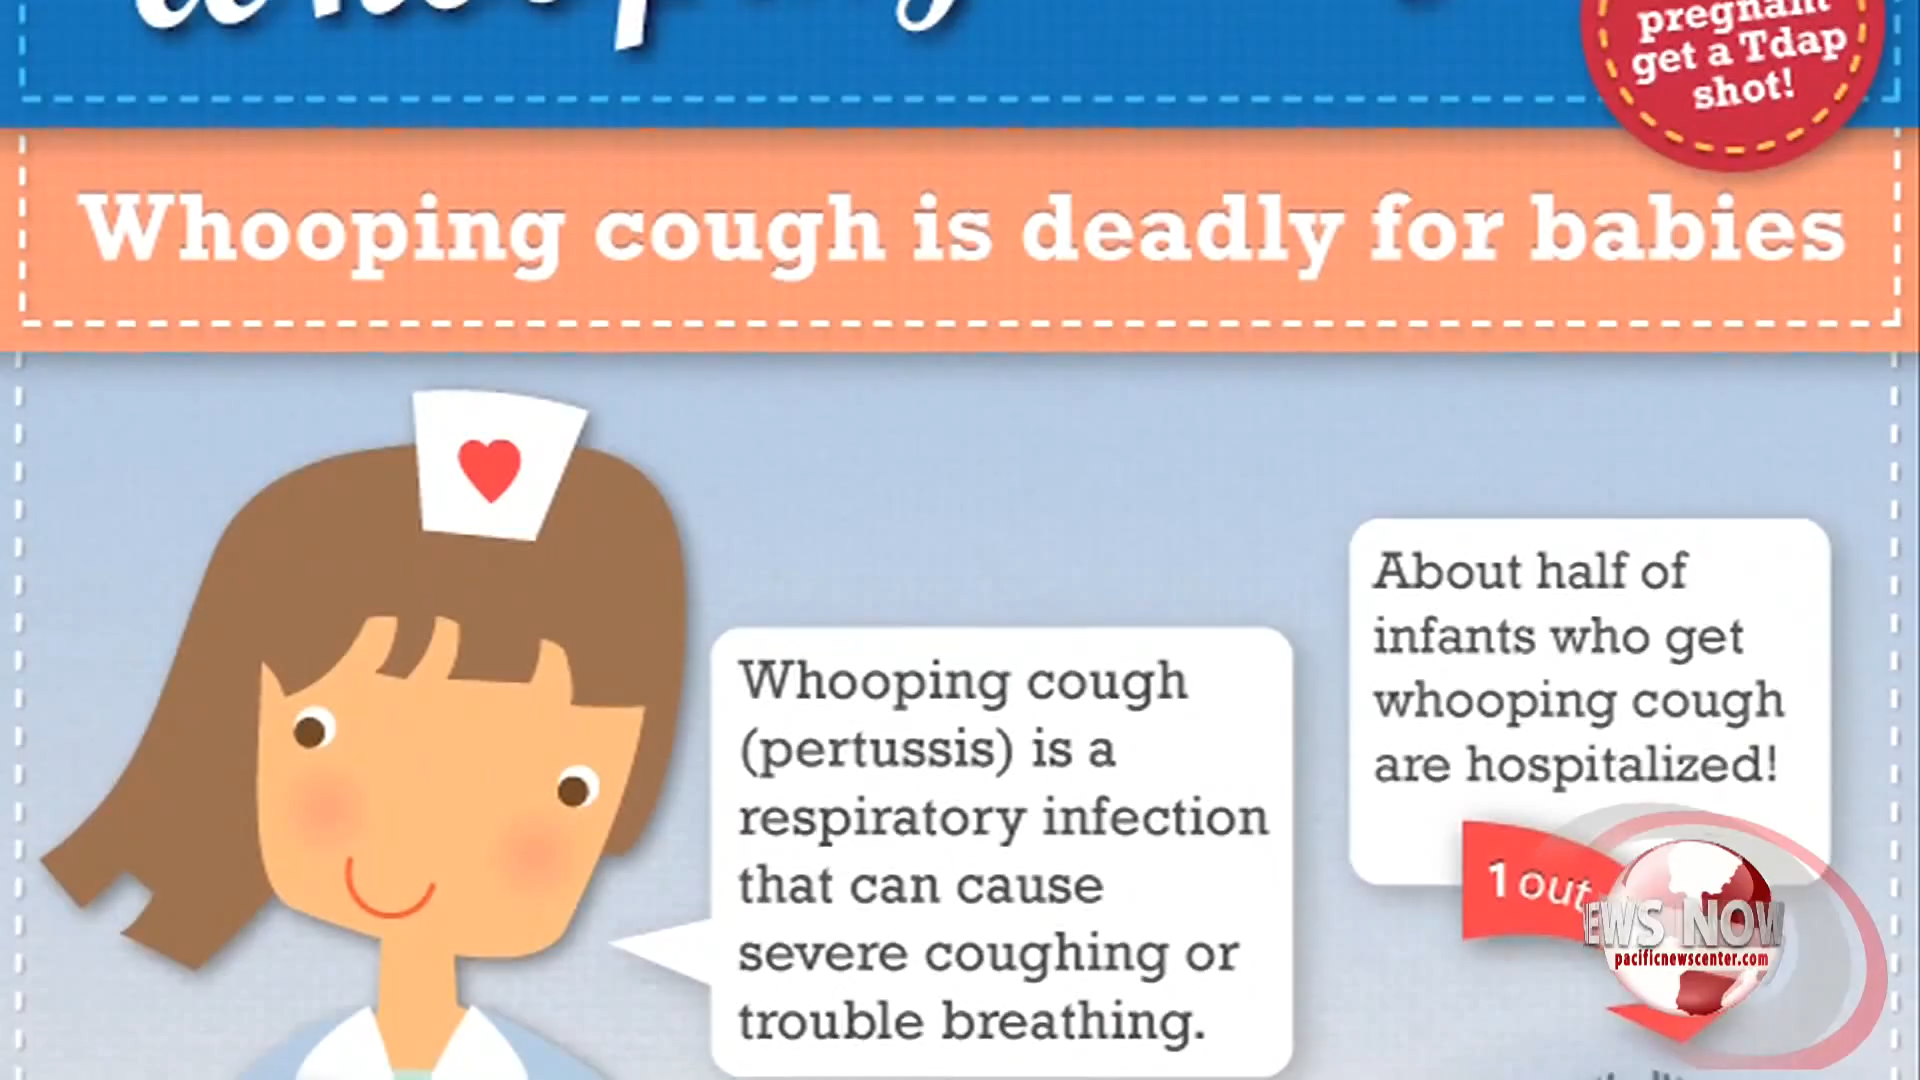 Whooping
pregnant
get a Tdap
shot!
Whooping cough is deadly for babies
Whooping cough
(pertussis) is a
respiratory infection
that can cause
severe coughing or
trouble breathing.
About half of
infants who get
whooping cough
are hospitalized!
1 out
EWS NOW
pacificnewscenter.com